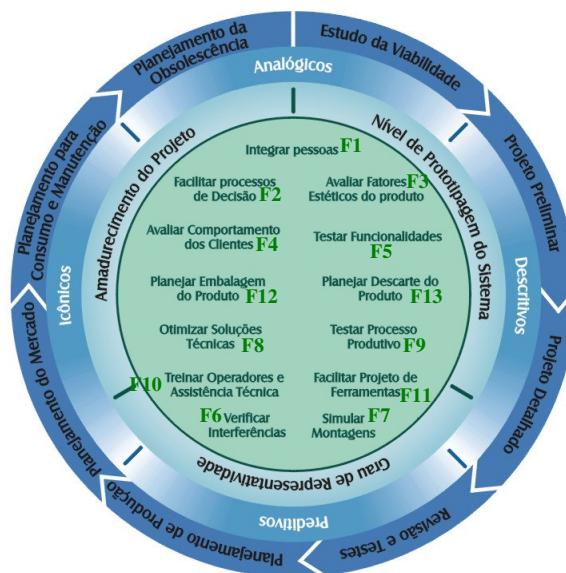 Planejamento da
Obsolescência
Estudo da Viabilidade
Projeto Preliminar
Projeto Detalhado
Revisão e Testes
Planejamento de Produção
Planejamento do Mercado
Planejamento para
Consumo e Manutenção
Analógicos
Descritivos
Preditivos
Icônicos
Amadurecimento do Projeto
Nível de Prototipagem do Sistema
Grau de Representatividade
Integrar pessoas F1
Facilitar processos
de Decisão F2
Avaliar Fatores F3
Estéticos do produto
Avaliar Comportamento
dos Clientes F4
Testar Funcionalidades
F5
Planejar Embalagem
do Produto F12
Planejar Descarte do
Produto F13
Otimizar Soluções
Técnicas F8
Testar Processo
Produtivo F9
F10 Treinar Operadores e
Assistência Técnica
Facilitar Projeto de
Ferramentas F11
F6 Verificar
Interferências
Simular F7
Montagens